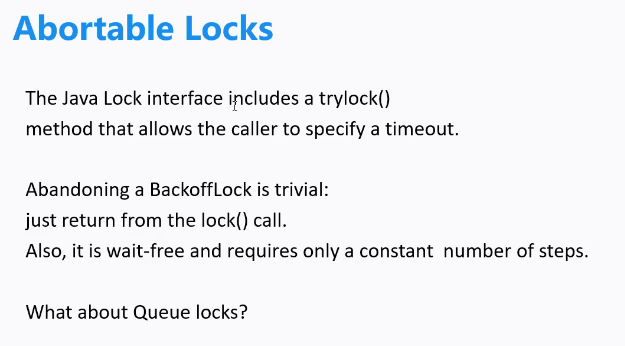 Abortable Locks
The Java Lock interface includes a trylock()
method that allows the caller to specify a timeout.
Abandoning a BackoffLock is trivial:
just return from the lock() call.
Also, it is wait-free and requires only a constant  number of steps.
What about Queue locks?